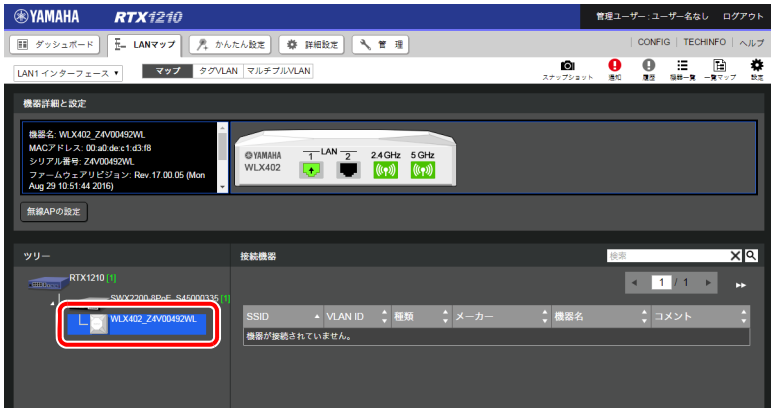 YAMAHA RTX1210 管理ユーザー : ユーザー名なし ログアウト
ダッシュボード LANマップ かんたん設定 詳細設定 管理 CONFIG | TECHINFO | ヘルプ
LAN1 インターフェース ▼ マップ タグVLAN マルチプルVLAN スナップショット 通知 履歴 機器一覧 一覧マップ 設定
機器詳細と設定
機器名: WLX402_Z4V00492WL
MACアドレス: 00:a0:de:c1:d3:f8
シリアル番号: Z4V00492WL
ファームウェアリビジョン: Rev.17.00.05 (Mon
Aug 29 10:51:44 2016)
YAMAHA
WLX402
1 LAN 2 2.4 GHz 5 GHz
無線APの設定
ツリー 接続機器 検索
RTX1210 [1] 1 / 1
SWX2200-8PoE_S45000335 [1]
WLX402_Z4V00492WL
SSID VLAN ID 種類 メーカー 機器名 コメント
機器が接続されていません。